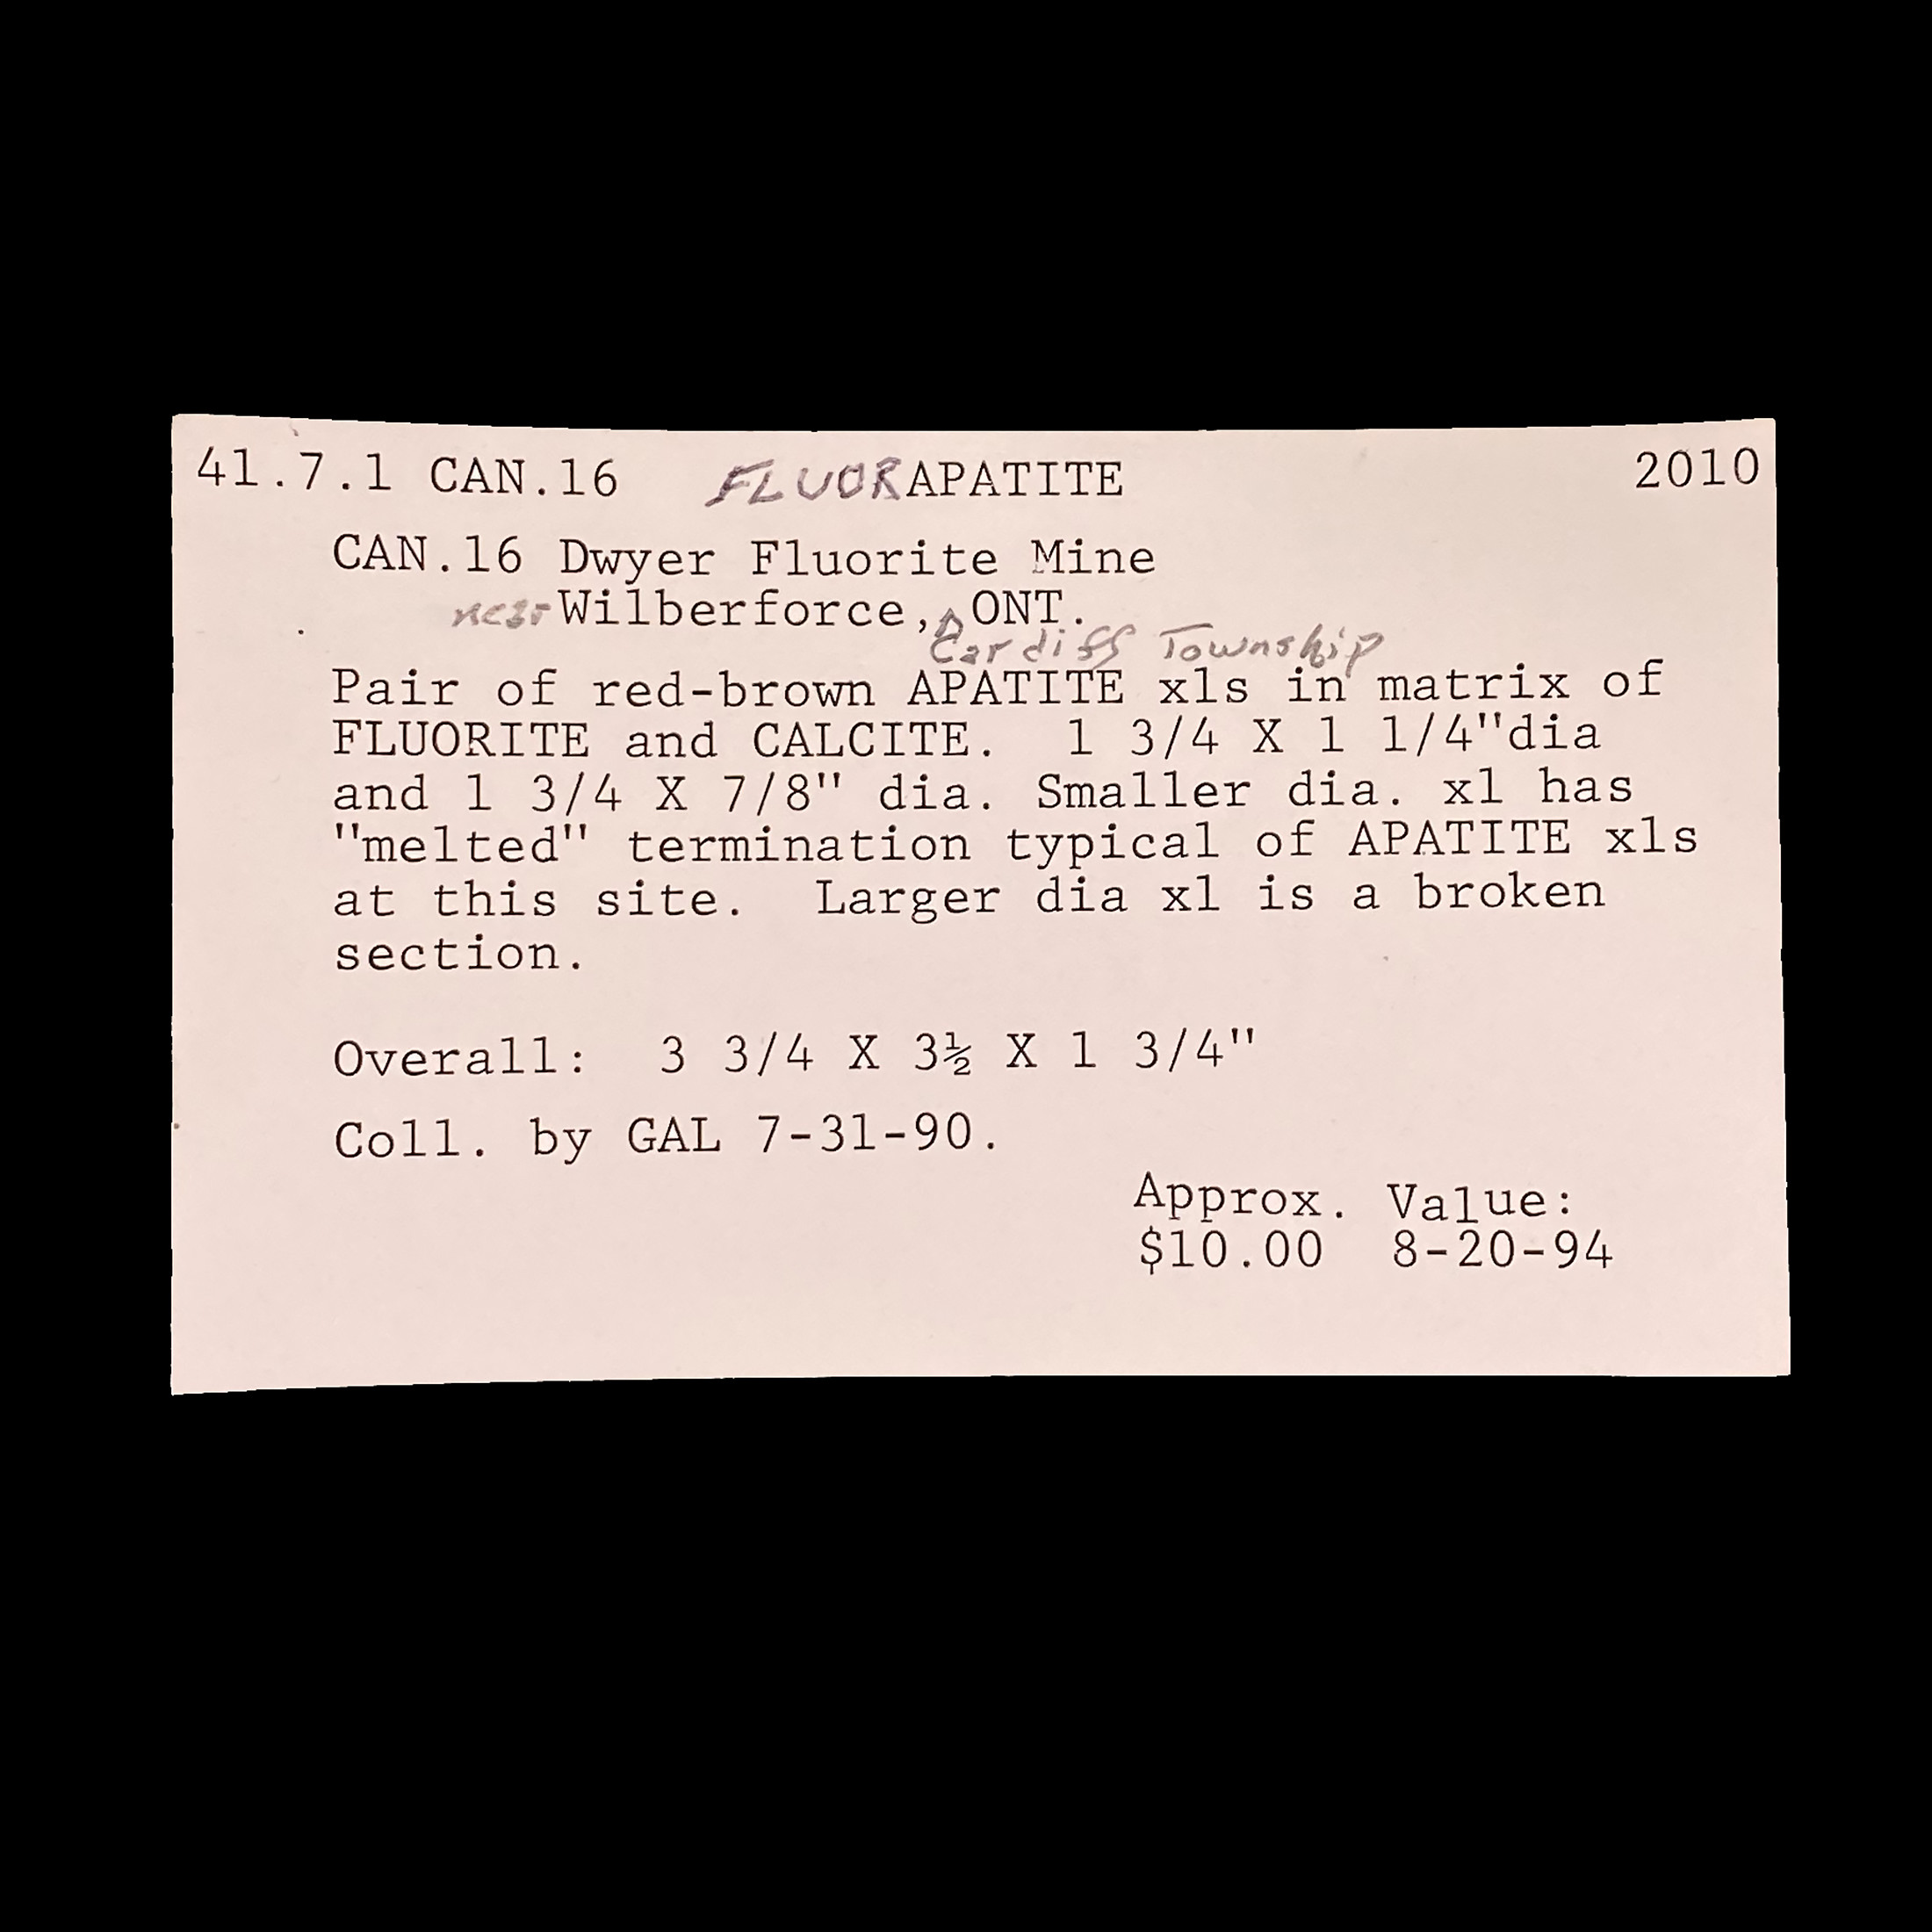 41.7.1 CAN.16 FLUORAPATITE 2010
CAN.16 Dwyer Fluorite Mine
near Wilberforce, ONT.
Cardiff Township
Pair of red-brown APATITE xls in matrix of
FLUORITE and CALCITE. 1 3/4 X 1 1/4"dia
and 1 3/4 X 7/8" dia. Smaller dia. xl has
"melted" termination typical of APATITE xls
at this site. Larger dia xl is a broken
section.
Overall: 3 3/4 X 3½ X 1 3/4"
Coll. by GAL 7-31-90.
Approx. Value:
$10.00 8-20-94